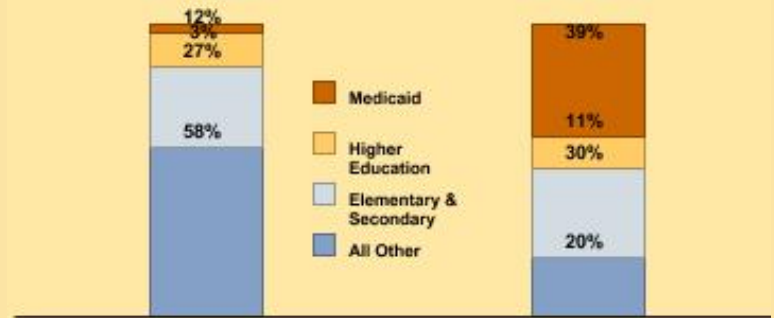 12%
3%
27%
58%
Medicaid
Higher
Education
Elementary &
Secondary
All Other
39%
11%
30%
20%